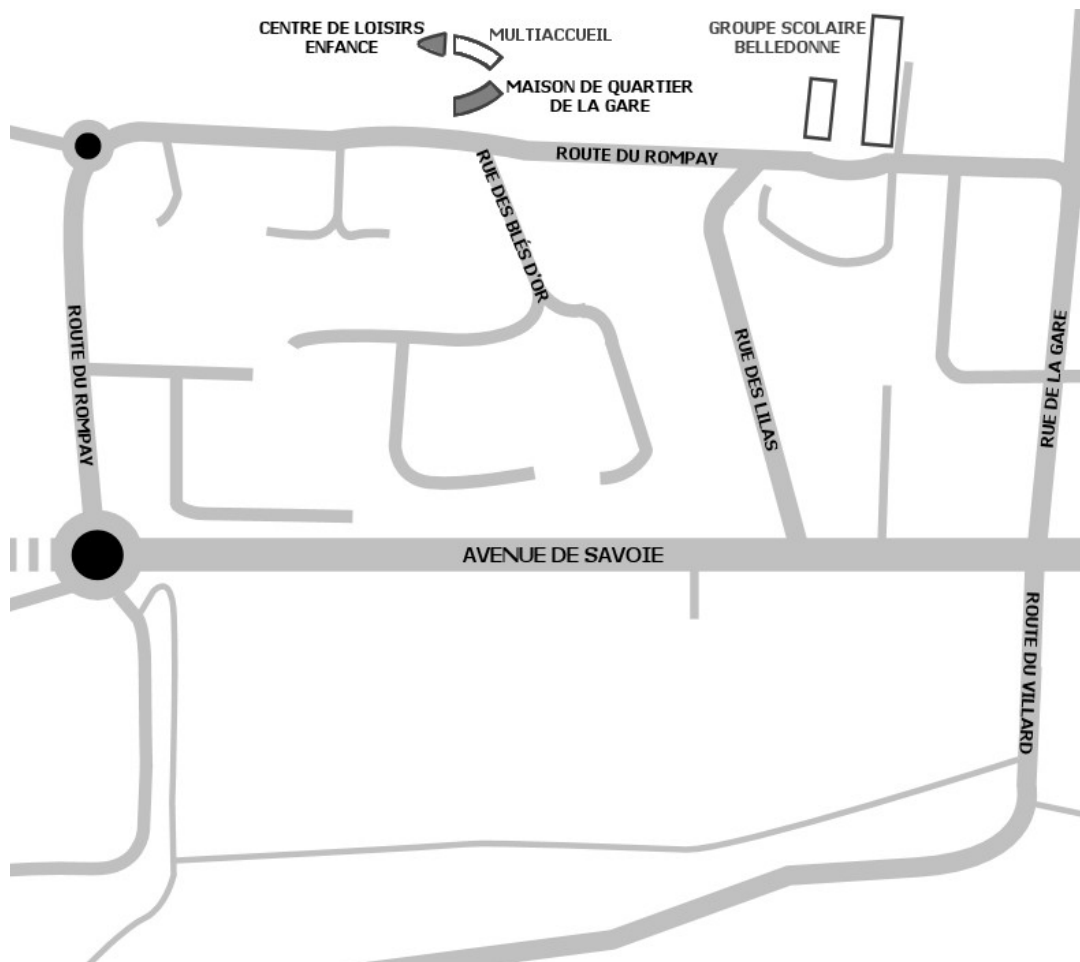 CENTRE DE LOISIRS
ENFANCE
MULTIACCUEIL
GROUPE SCOLAIRE
BELLEDONNE
MAISON DE QUARTIER
DE LA GARE
ROUTE DU ROMPAY
RUE DES BLÉS D'OR
ROUTE DU ROMPAY
RUE DES LILAS
RUE DE LA GARE
AVENUE DE SAVOIE
ROUTE DU VILLARD